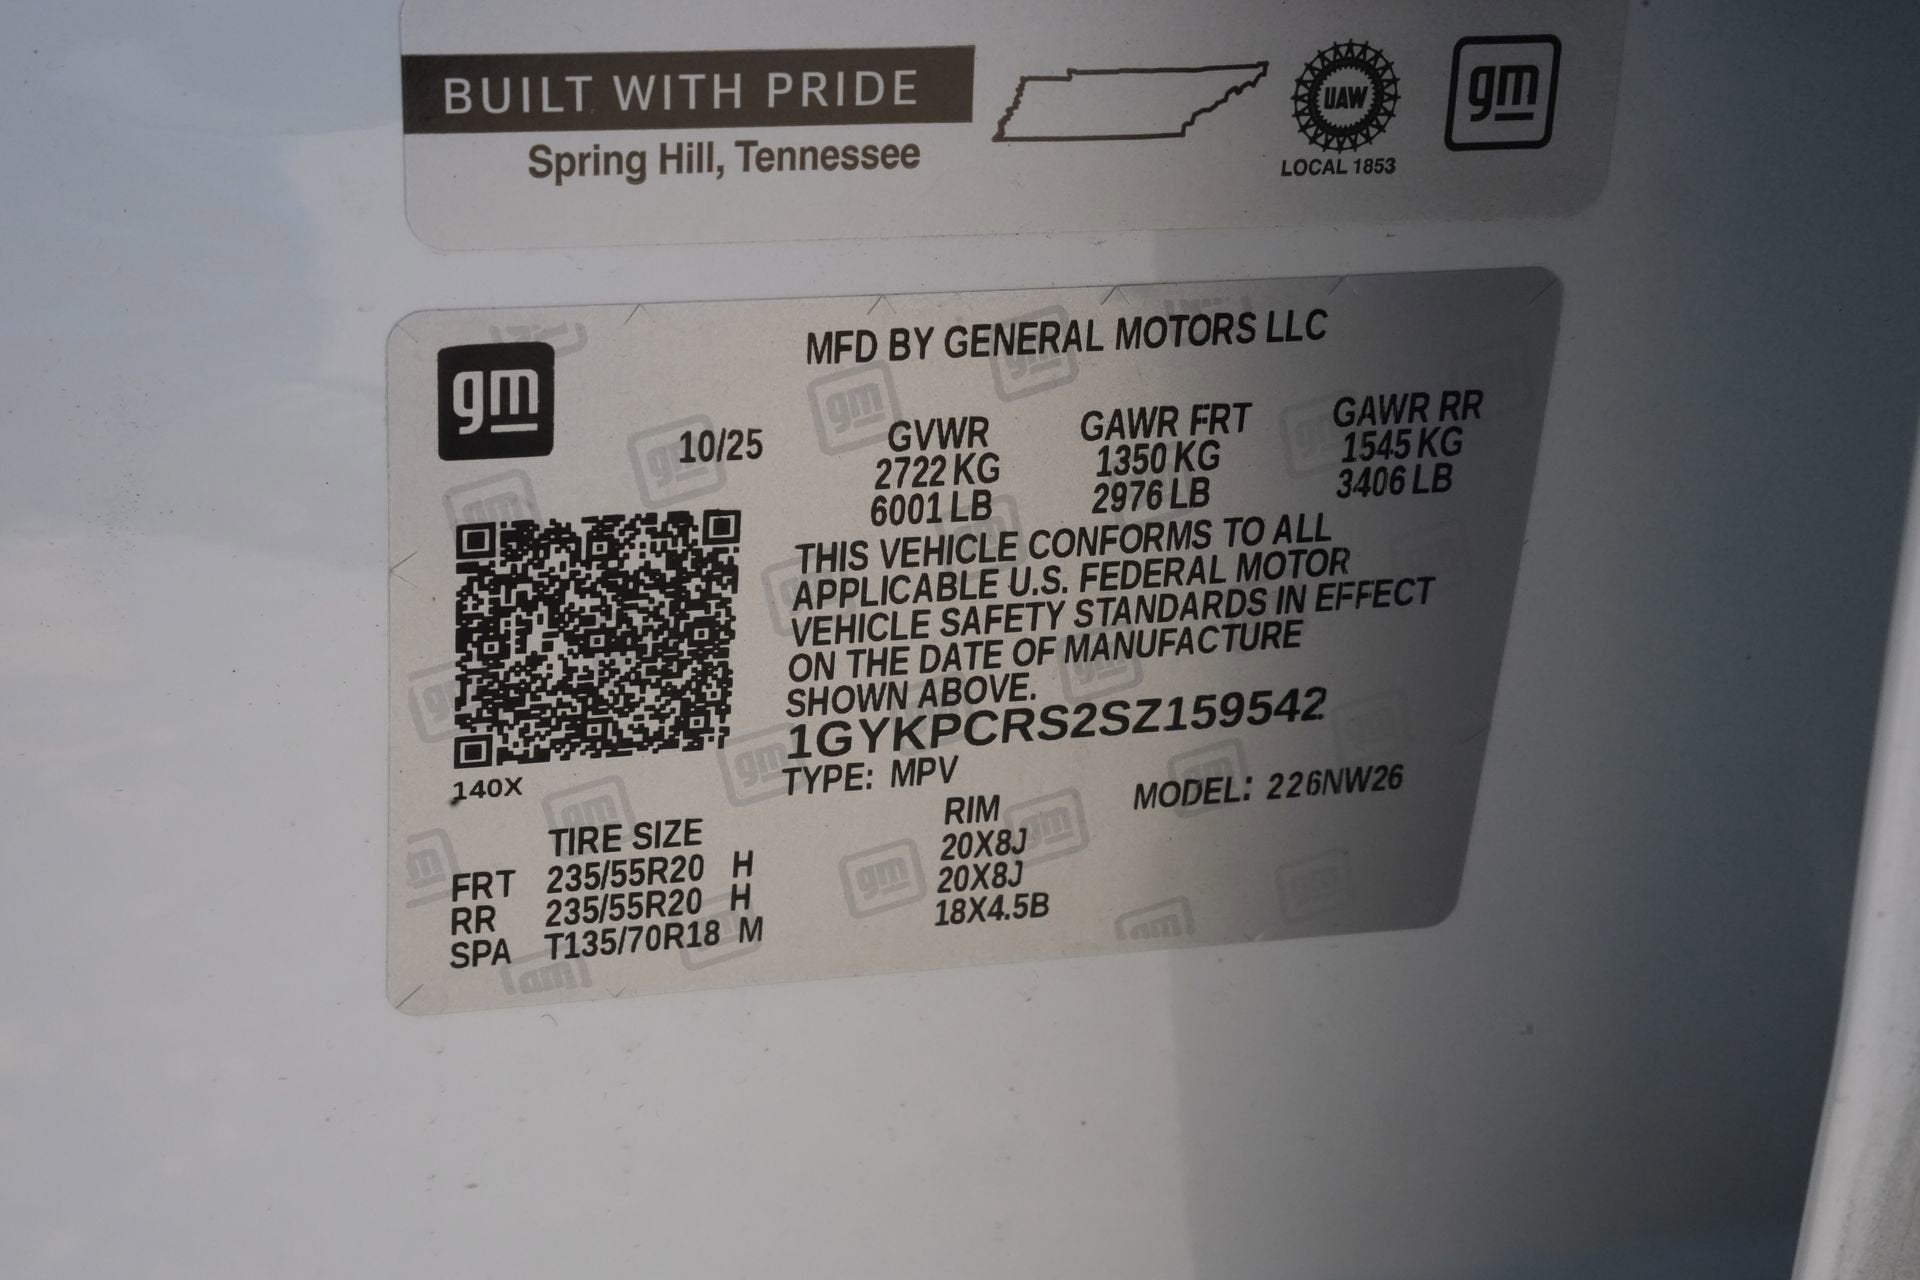 BUILT WITH PRIDE
Spring Hill, Tennessee
UAW
LOCAL 1853
gm
gm
MFD BY GENERAL MOTORS LLC
10/25
GVWR GAWR FRT GAWR RR
2722 KG 1350 KG 1545 KG
6001 LB 2976 LB 3406 LB
THIS VEHICLE CONFORMS TO ALL
APPLICABLE U.S. FEDERAL MOTOR
VEHICLE SAFETY STANDARDS IN EFFECT
ON THE DATE OF MANUFACTURE
SHOWN ABOVE.
1GYKPCRS2SZ159542
140X
TYPE: MPV
MODEL: 226NW26
TIRE SIZE RIM
FRT 235/55R20 H 20X8J
RR 235/55R20 H 20X8J
SPA T135/70R18 M 18X4.5B